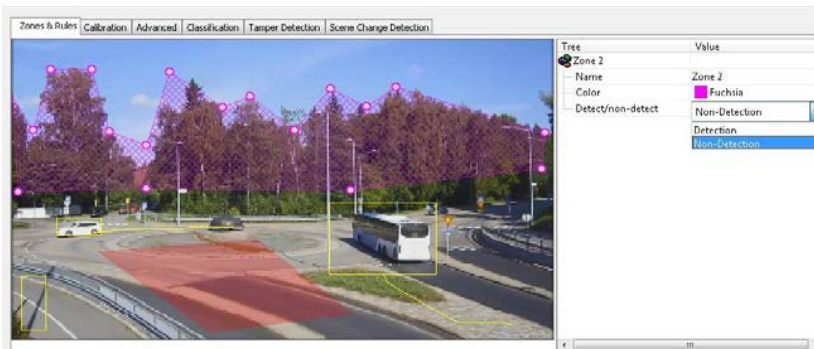 Zones & Rules Calibration Advanced Classification Tamper Detection Scene Change Detection
Tree Value
Zone 2
Name Zone 2
Color Fuchsia
Detect/non-detect Non-Detection
Detection
Non-Detection